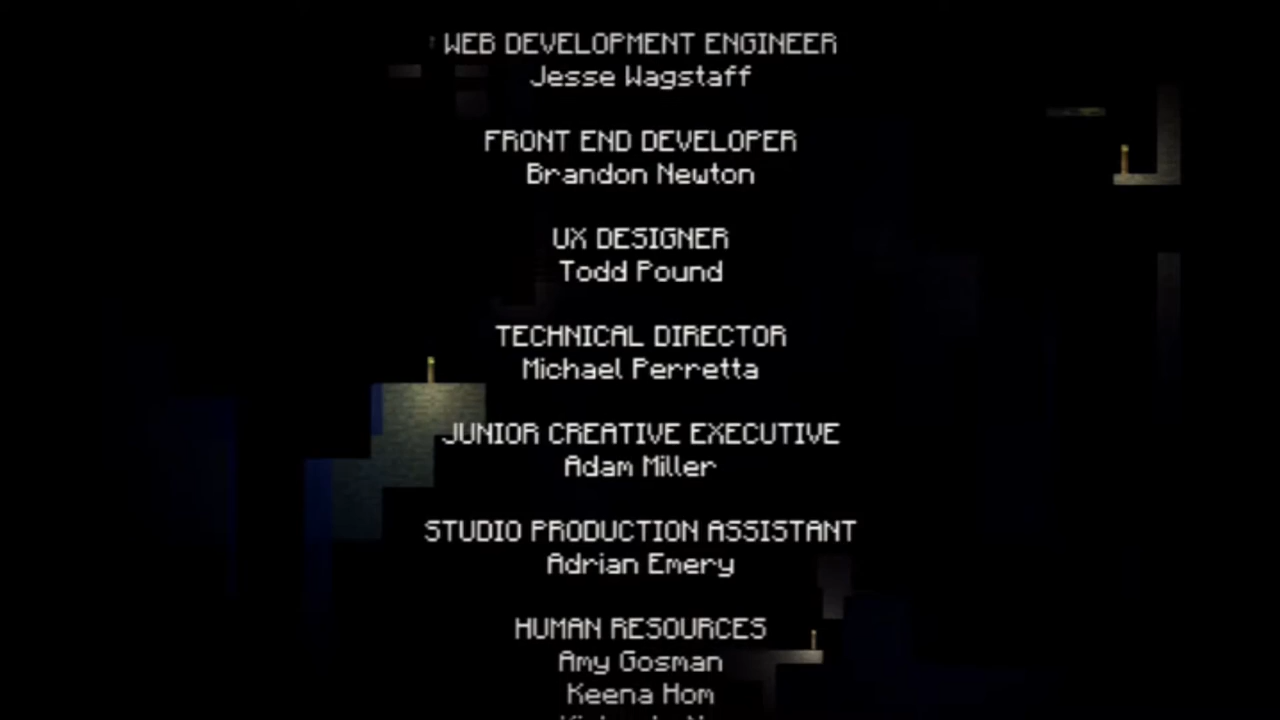 WEB DEVELOPMENT ENGINEER
Jesse Wagstaff
FRONT END DEVELOPER
Brandon Newton
UX DESIGNER
Todd Pound
TECHNICAL DIRECTOR
Michael Perretta
JUNIOR CREATIVE EXECUTIVE
Adam Miller
STUDIO PRODUCTION ASSISTANT
Adrian Emery
HUMAN RESOURCES
Amy Gosman
Keena Hom